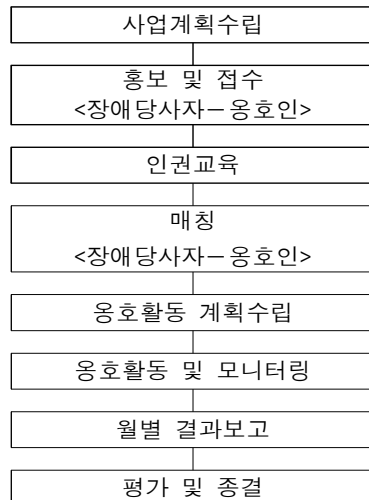 사업계획수립
홍보 및 접수
<장애당사자－옹호인>
인권교육
매칭
<장애당사자－옹호인>
옹호활동 계획수립
옹호활동 및 모니터링
월별 결과보고
평가 및 종결